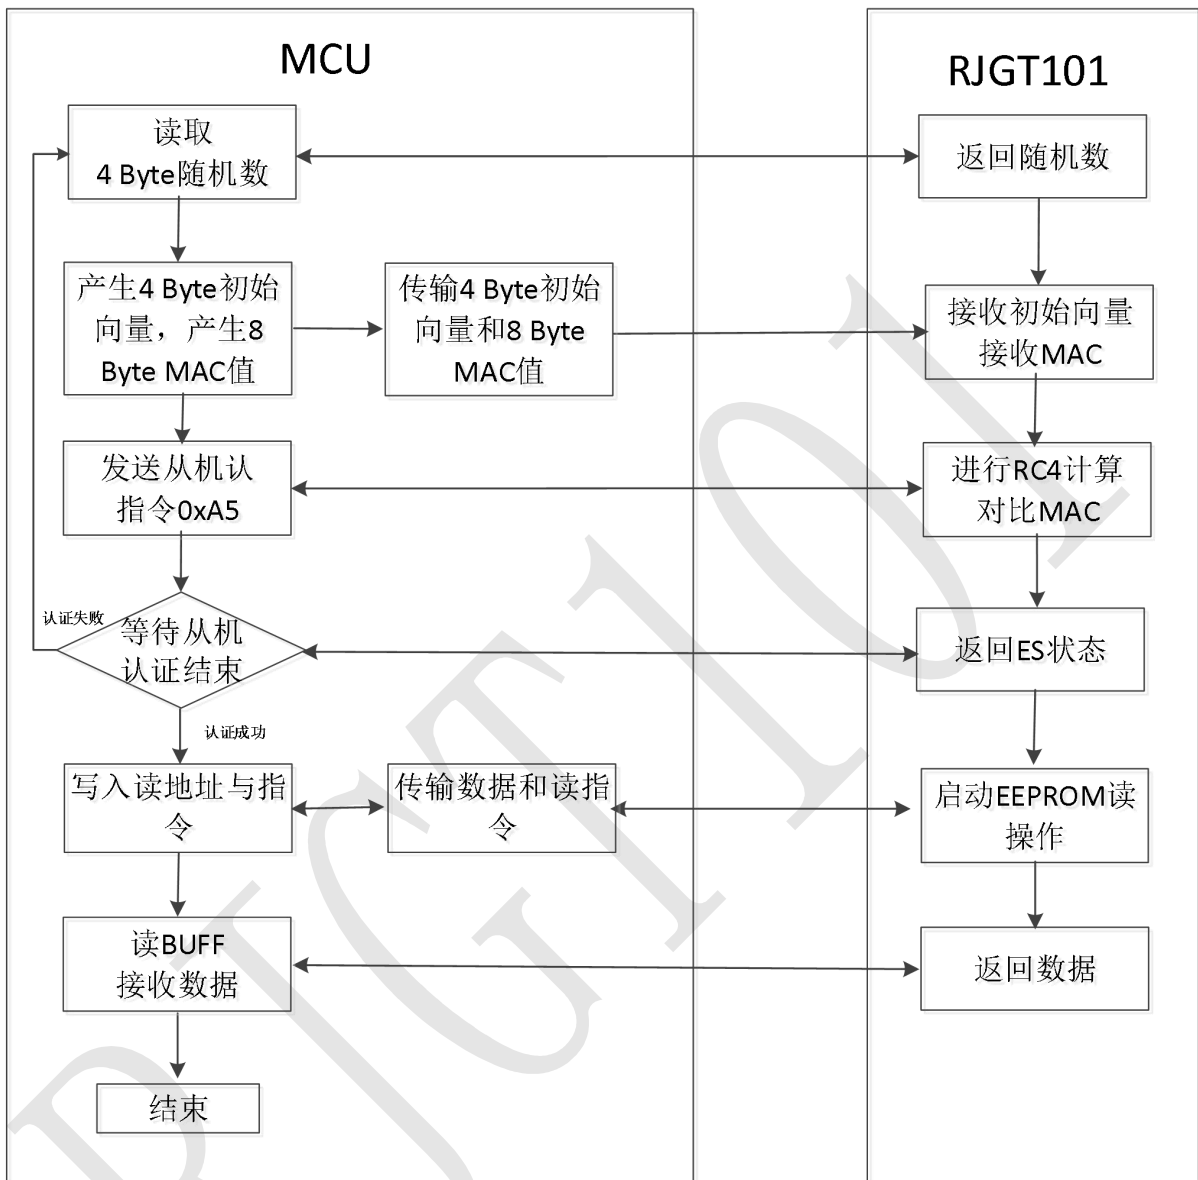 MCU
读取
4 Byte随机数
产生4 Byte初始
向量，产生8
Byte MAC值
传输4 Byte初始
向量和8 Byte
MAC值
发送从机认
指令0xA5
认证失败
等待从机
认证结束
认证成功
写入读地址与指
令
传输数据和读指
令
读BUFF
接收数据
结束
RJGT101
返回随机数
接收初始向量
接收MAC
进行RC4计算
对比MAC
返回ES状态
启动EEPROM读
操作
返回数据
RJGT101